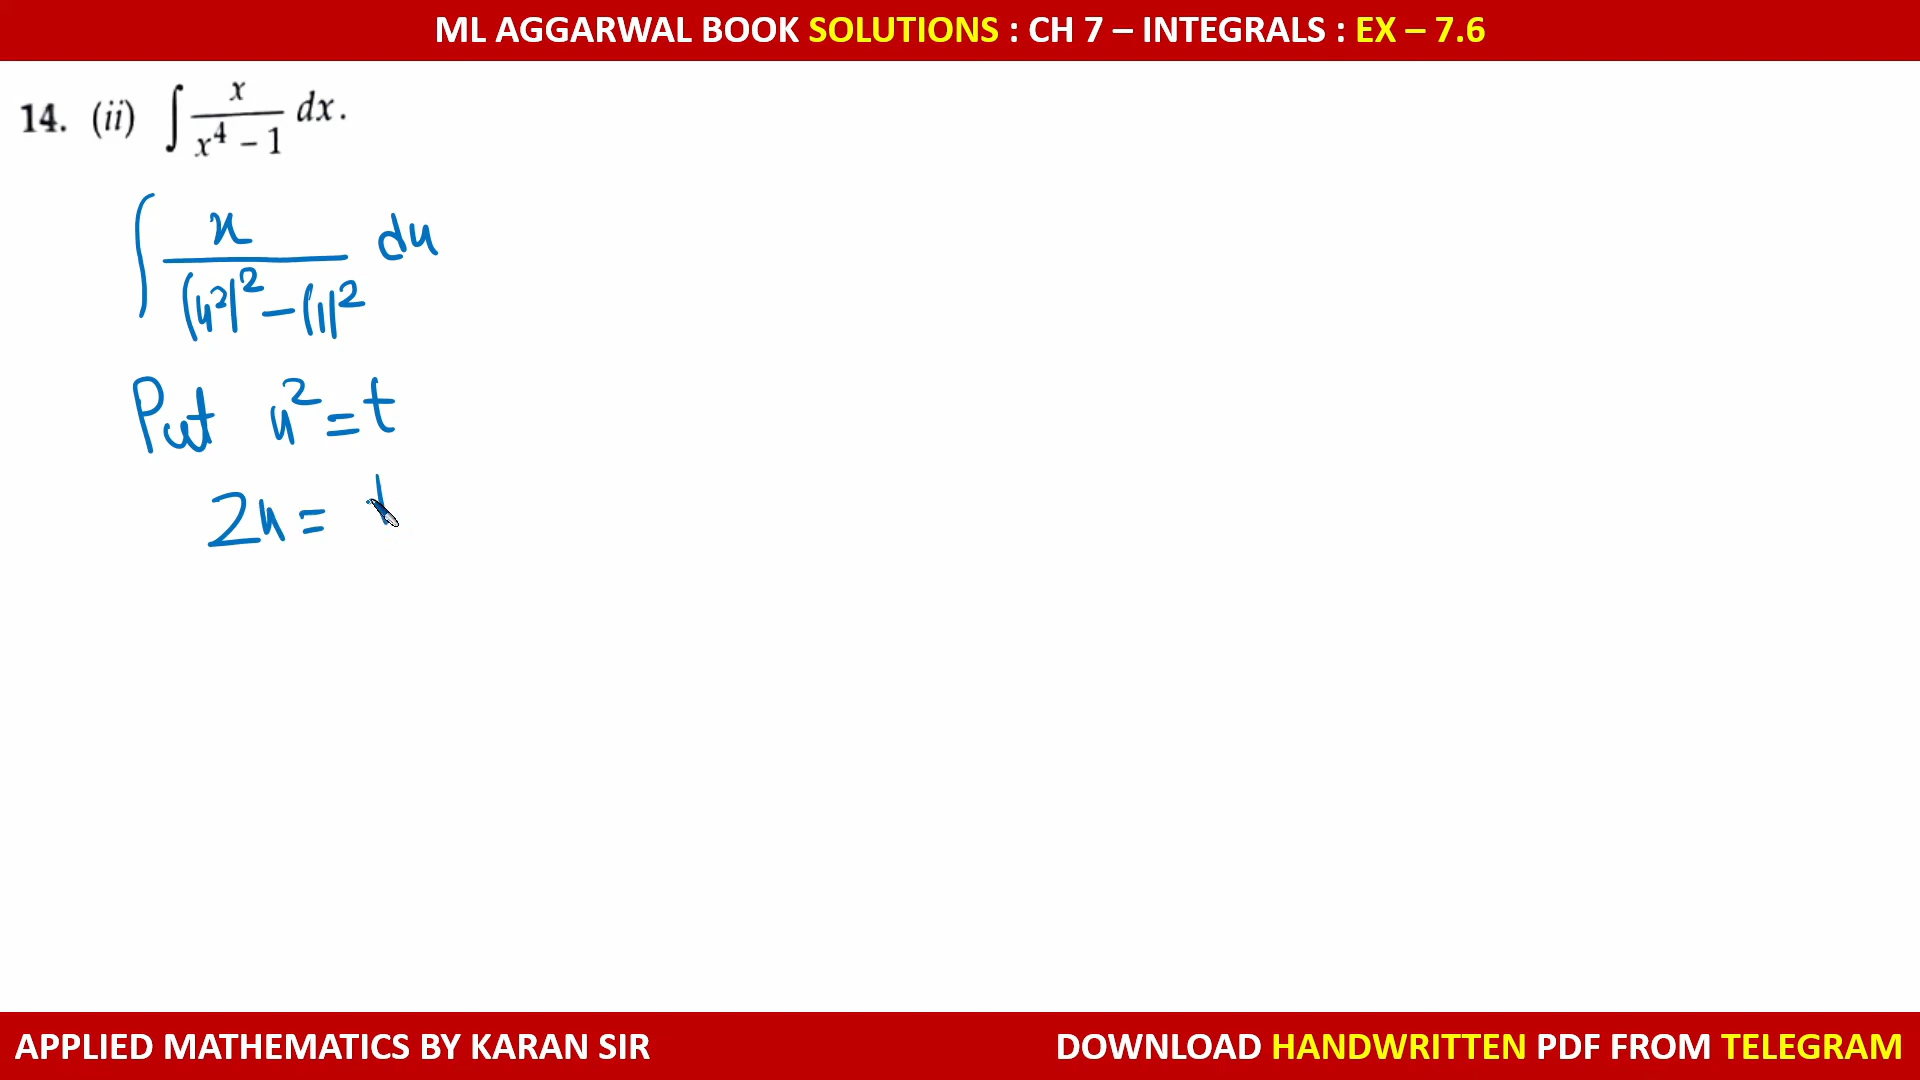 ML AGGARWAL BOOK SOLUTIONS : CH 7 – INTEGRALS : EX – 7.6
14. (ii) ∫ x/(x⁴ − 1) dx.
∫ x/((x²)² − (1)²) dx
Put x² = t
2x =
APPLIED MATHEMATICS BY KARAN SIR
DOWNLOAD HANDWRITTEN PDF FROM TELEGRAM